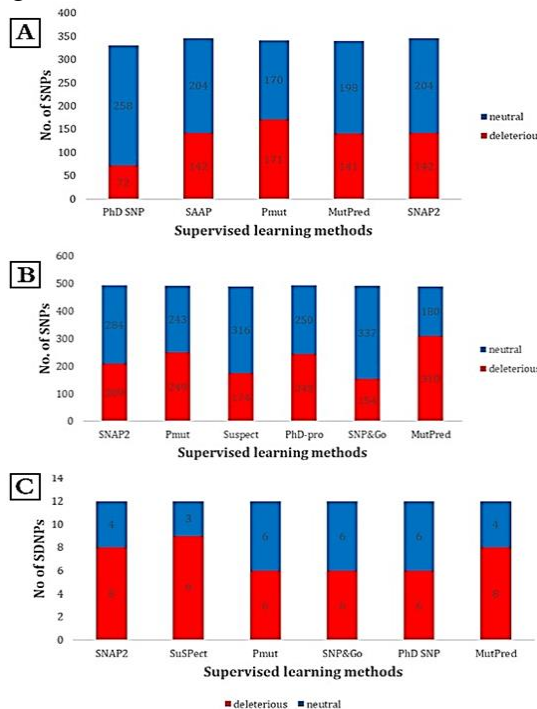 A
400
350
300
250
200
150
100
50
0
No. of SNPs
258 204 170 198 204
72 142 171 141 142
PhD SNP SAAP Pmut MutPred SNAP2
Supervised learning methods
neutral
deleteriou
B
600
500
400
300
200
100
0
No. of SNPs
284 243 316 250 337 180
154 310
SNAP2 Pmut Suspect PhD-pro SNP&Go MutPred
Supervised learning methods
neutral
deleteriou
C
14
12
10
8
6
4
2
0
No of SDNPs
4 3 6 6 6 4
8 9 6 6 6 8
SNAP2 SuSPect Pmut SNP&Go PhD SNP MutPred
Supervised learning methods
deleterious neutral